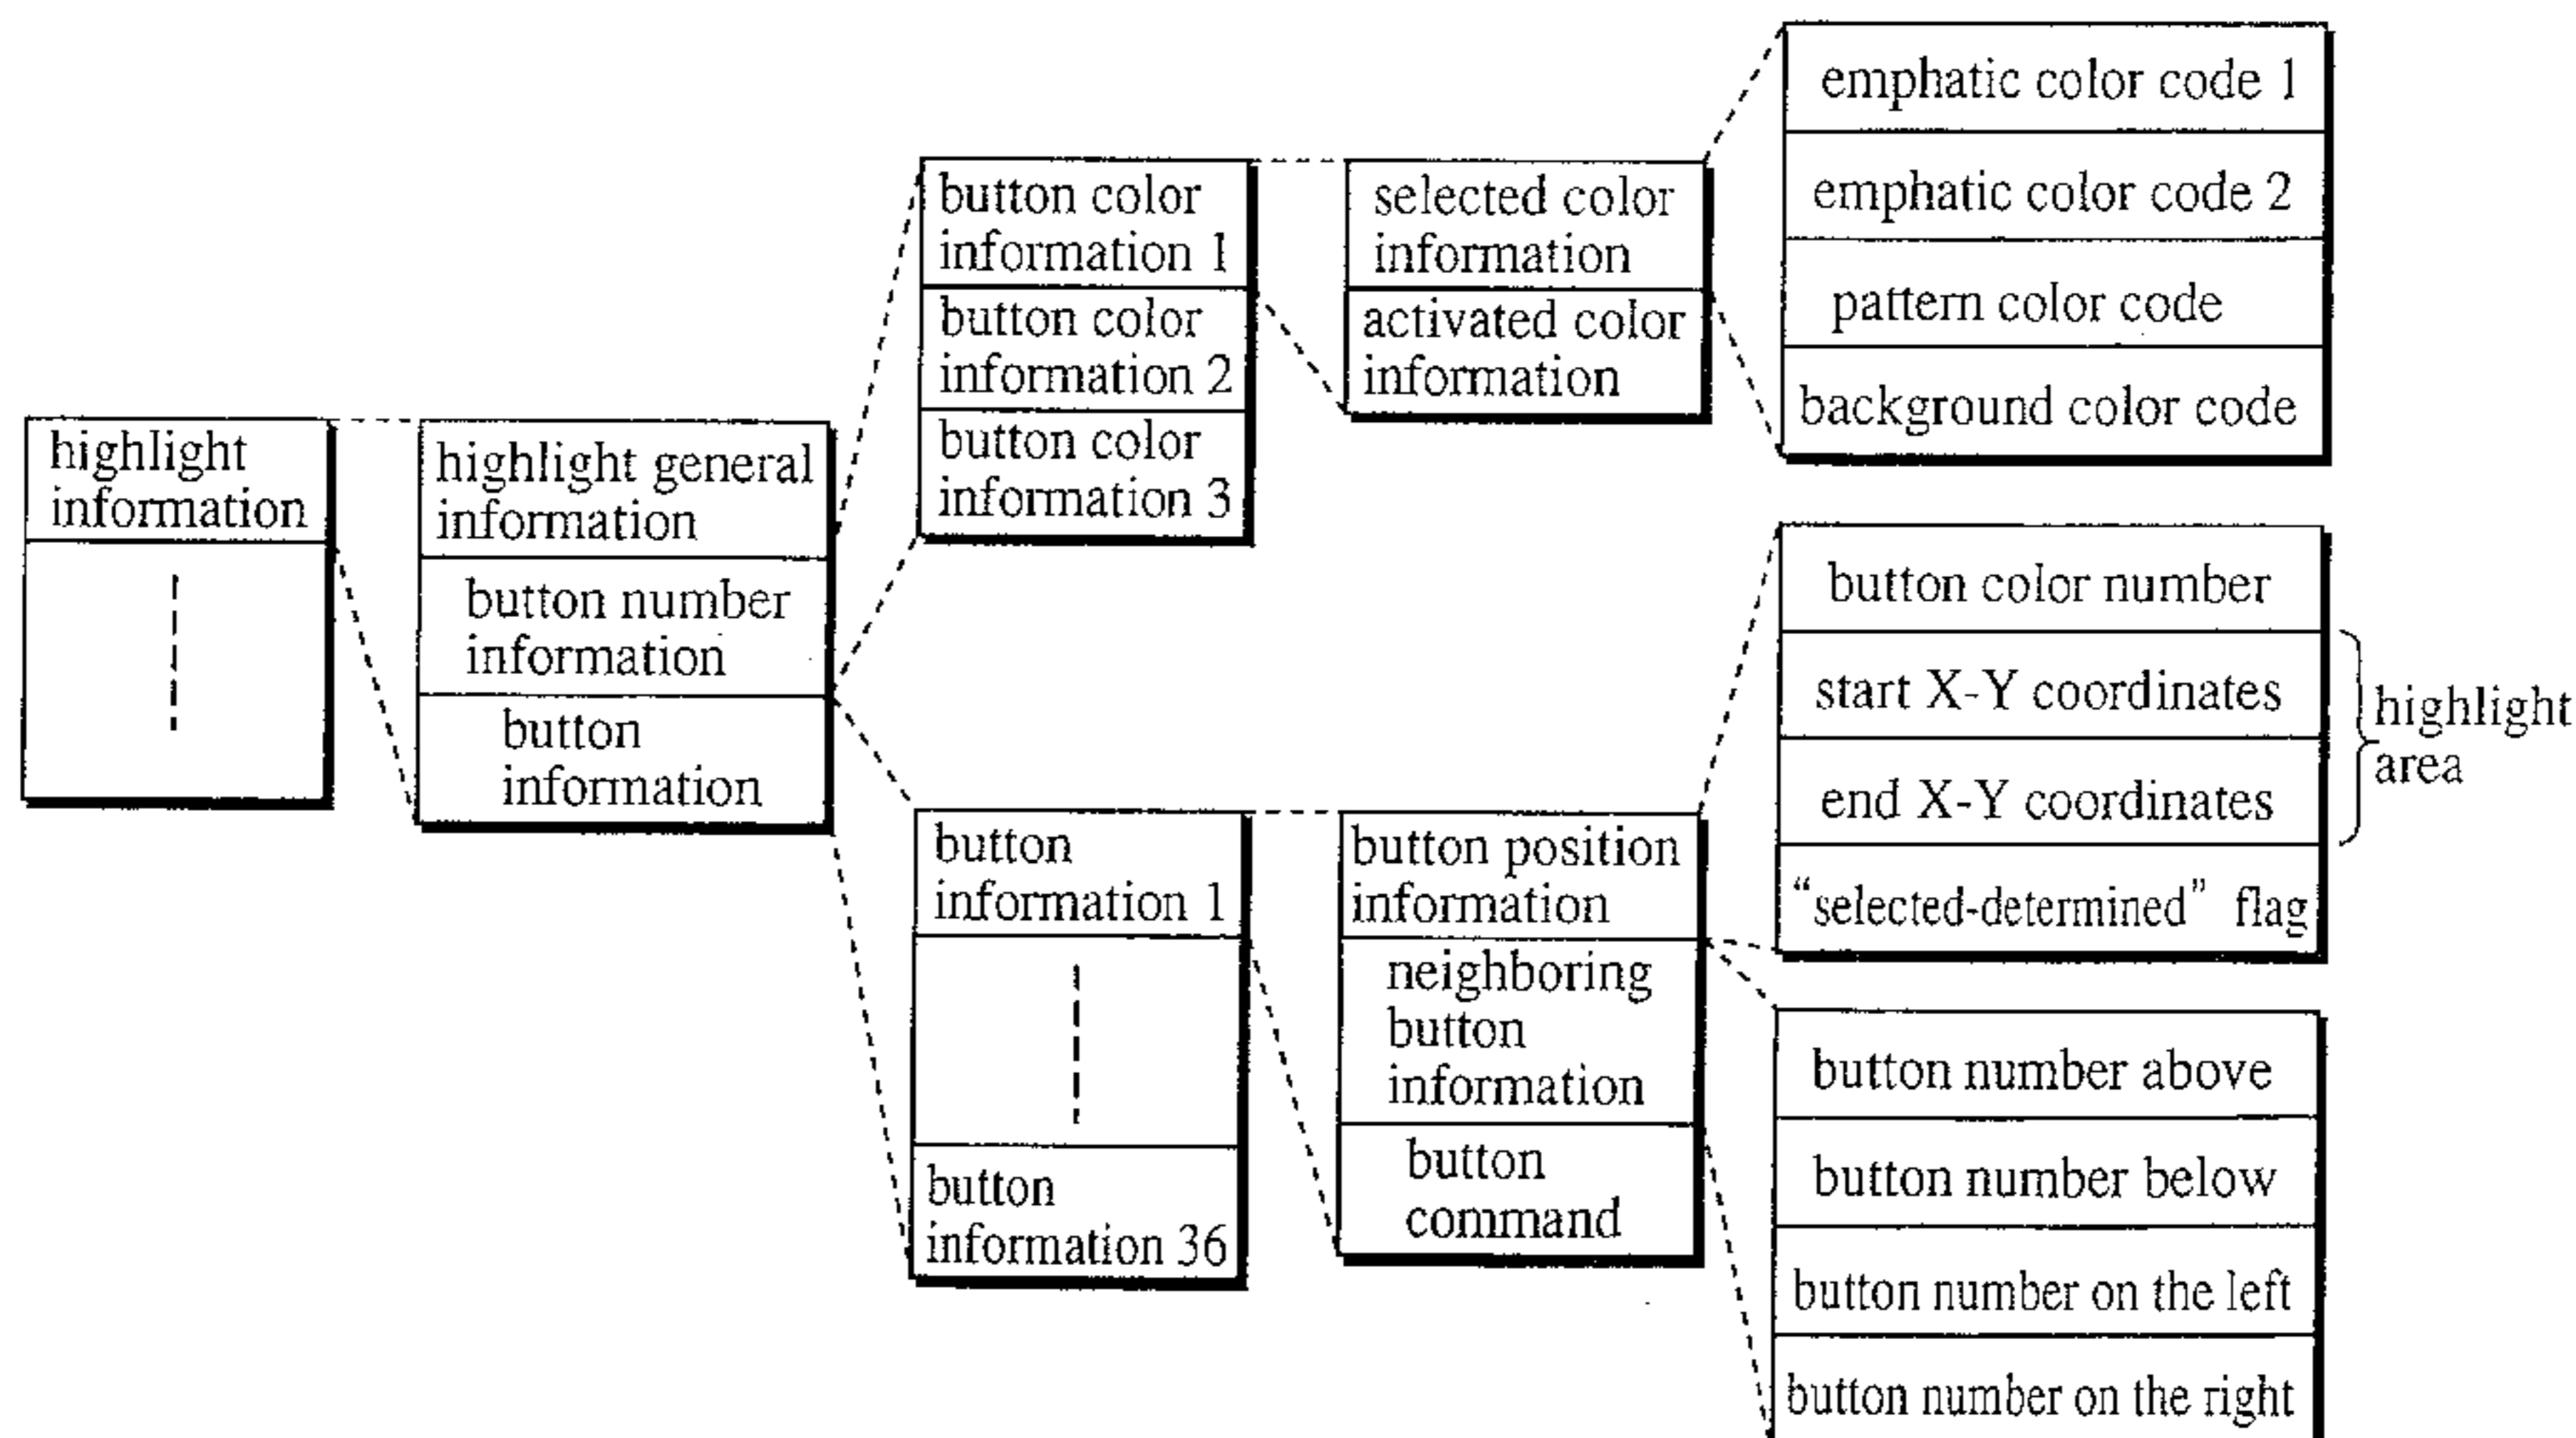 highlight
information
highlight general
information
button number
information
button
information
button color
information 1
button color
information 2
button color
information 3
selected color
information
activated color
information
emphatic color code 1
emphatic color code 2
pattern color code
background color code
button
information 1
button
information 36
button position
information
neighboring
button
information
button
command
button color number
start X-Y coordinates
end X-Y coordinates
“selected-determined” flag
highlight
area
button number above
button number below
button number on the left
button number on the right